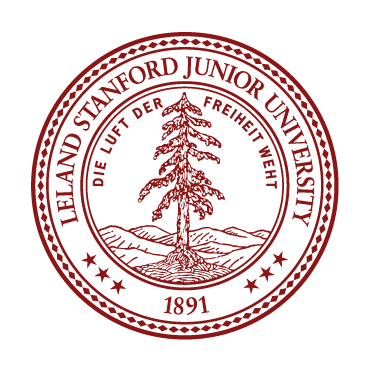 LELAND STANFORD JUNIOR UNIVERSITY
DIE LUFT DER FREIHEIT WEHT
1891